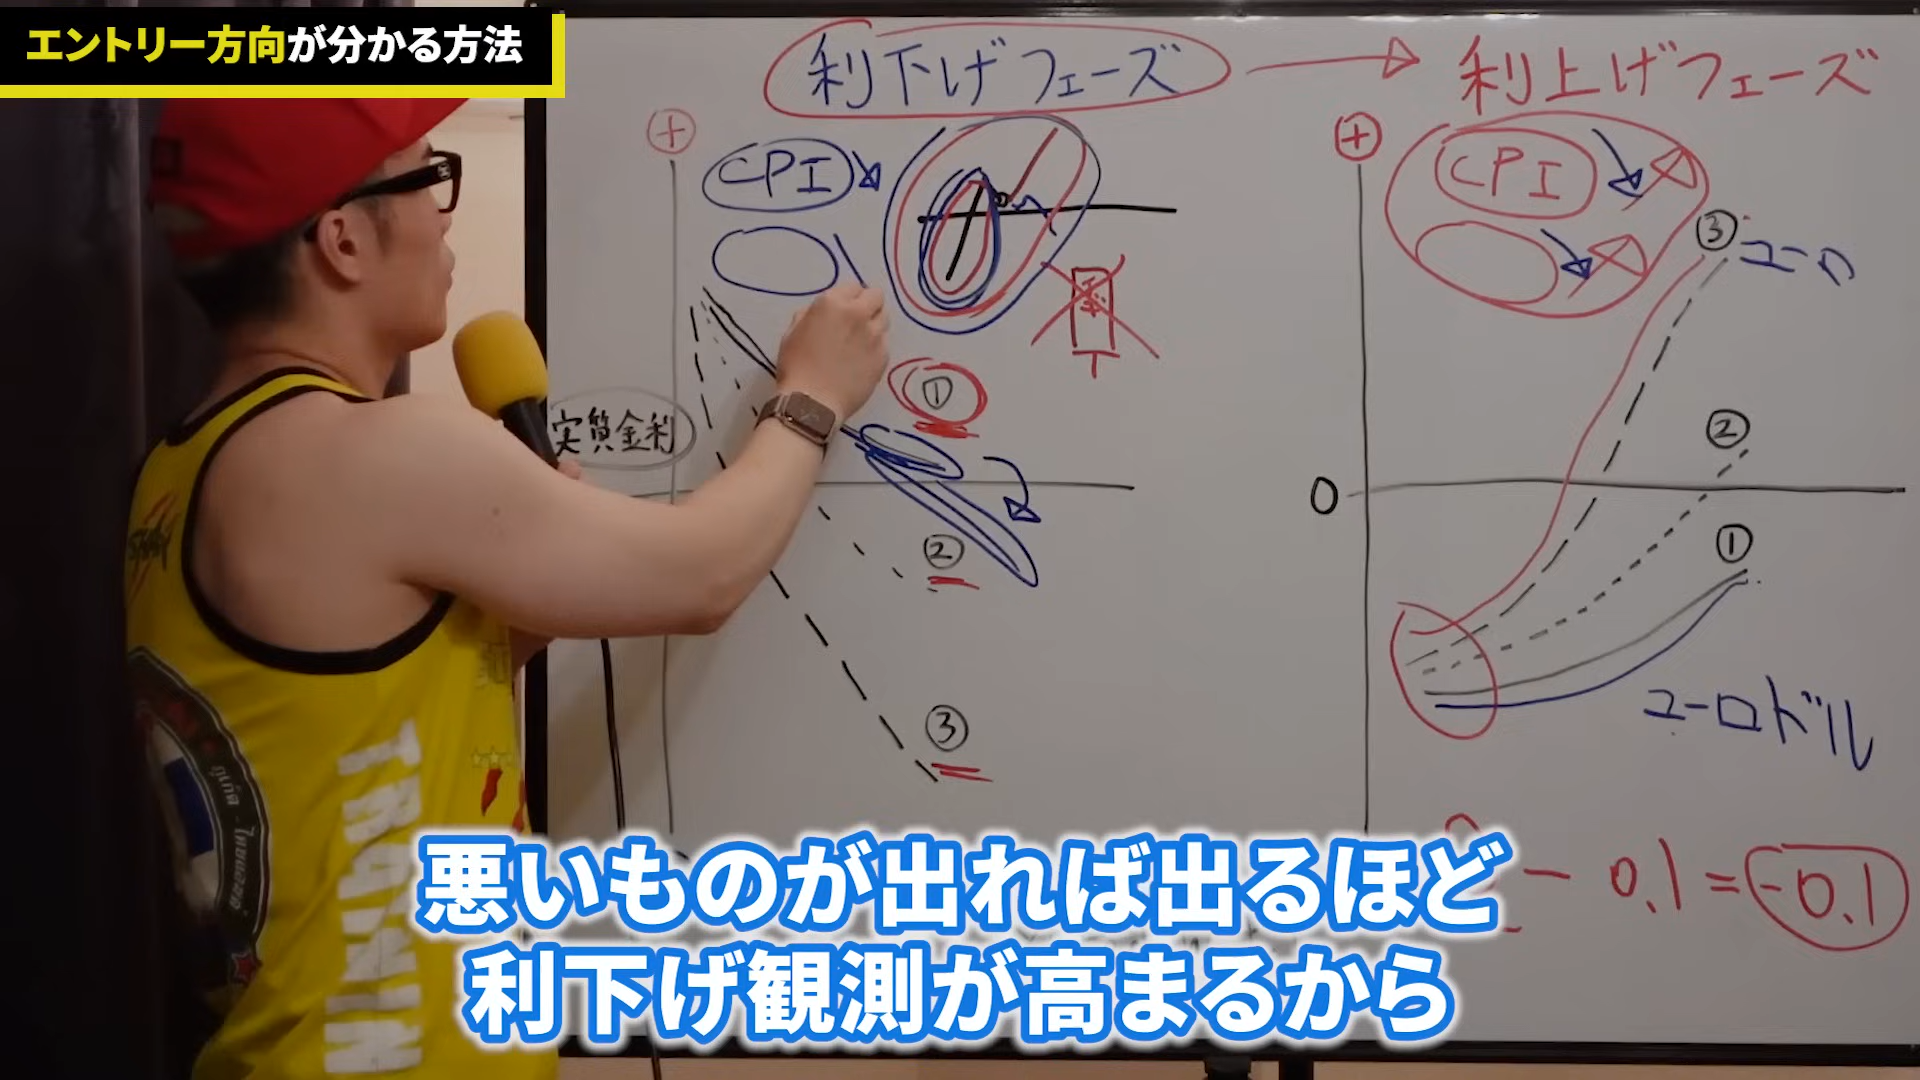 エントリー方向が分かる方法
利下げフェーズ
利上げフェーズ
+
CPI
実質金利
①
②
③
+
CPI
③
ユーロ
②
0
①
ユーロドル
- 0.1 = -0.1
TRAINING
悪いものが出れば出るほど
利下げ観測が高まるから